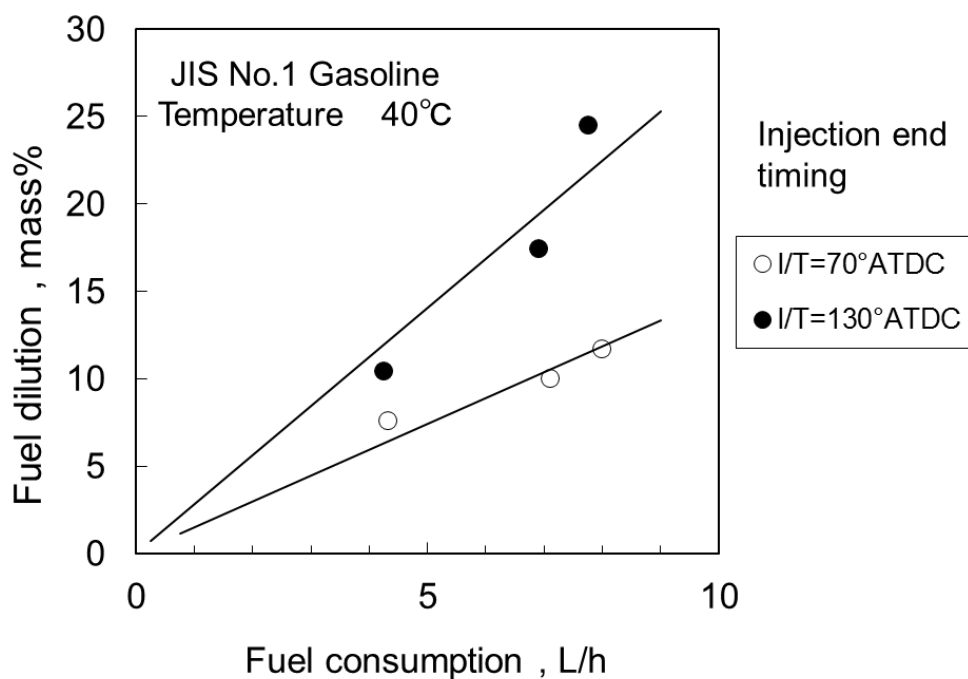 30
25
20
15
10
5
0
Fuel dilution , mass%
JIS No.1 Gasoline
Temperature 40°C
0 5 10
Fuel consumption , L/h
Injection end
timing
I/T=70°ATDC
I/T=130°ATDC